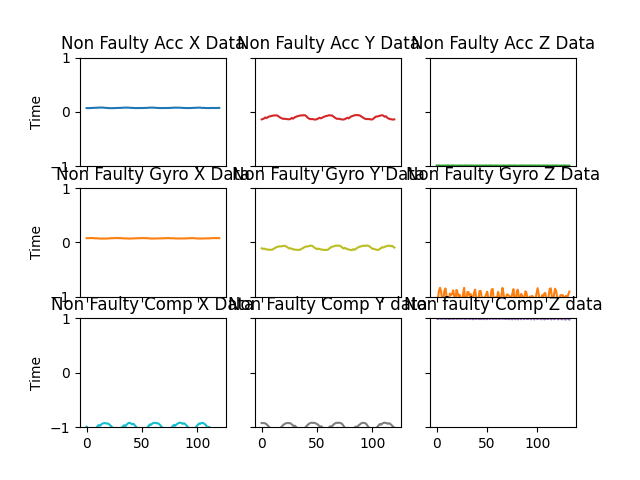 Non Faulty Acc X Data
Non Faulty Acc Y Data
Non Faulty Acc Z Data
1
0
−1
Time
Non Faulty Gyro X Data
Non Faulty Gyro Y Data
Non Faulty Gyro Z Data
1
0
−1
Time
Non Faulty Comp X Data
Non Faulty Comp Y data
Non faulty Comp Z data
1
0
−1
Time
0 50 100
0 50 100
0 50 100